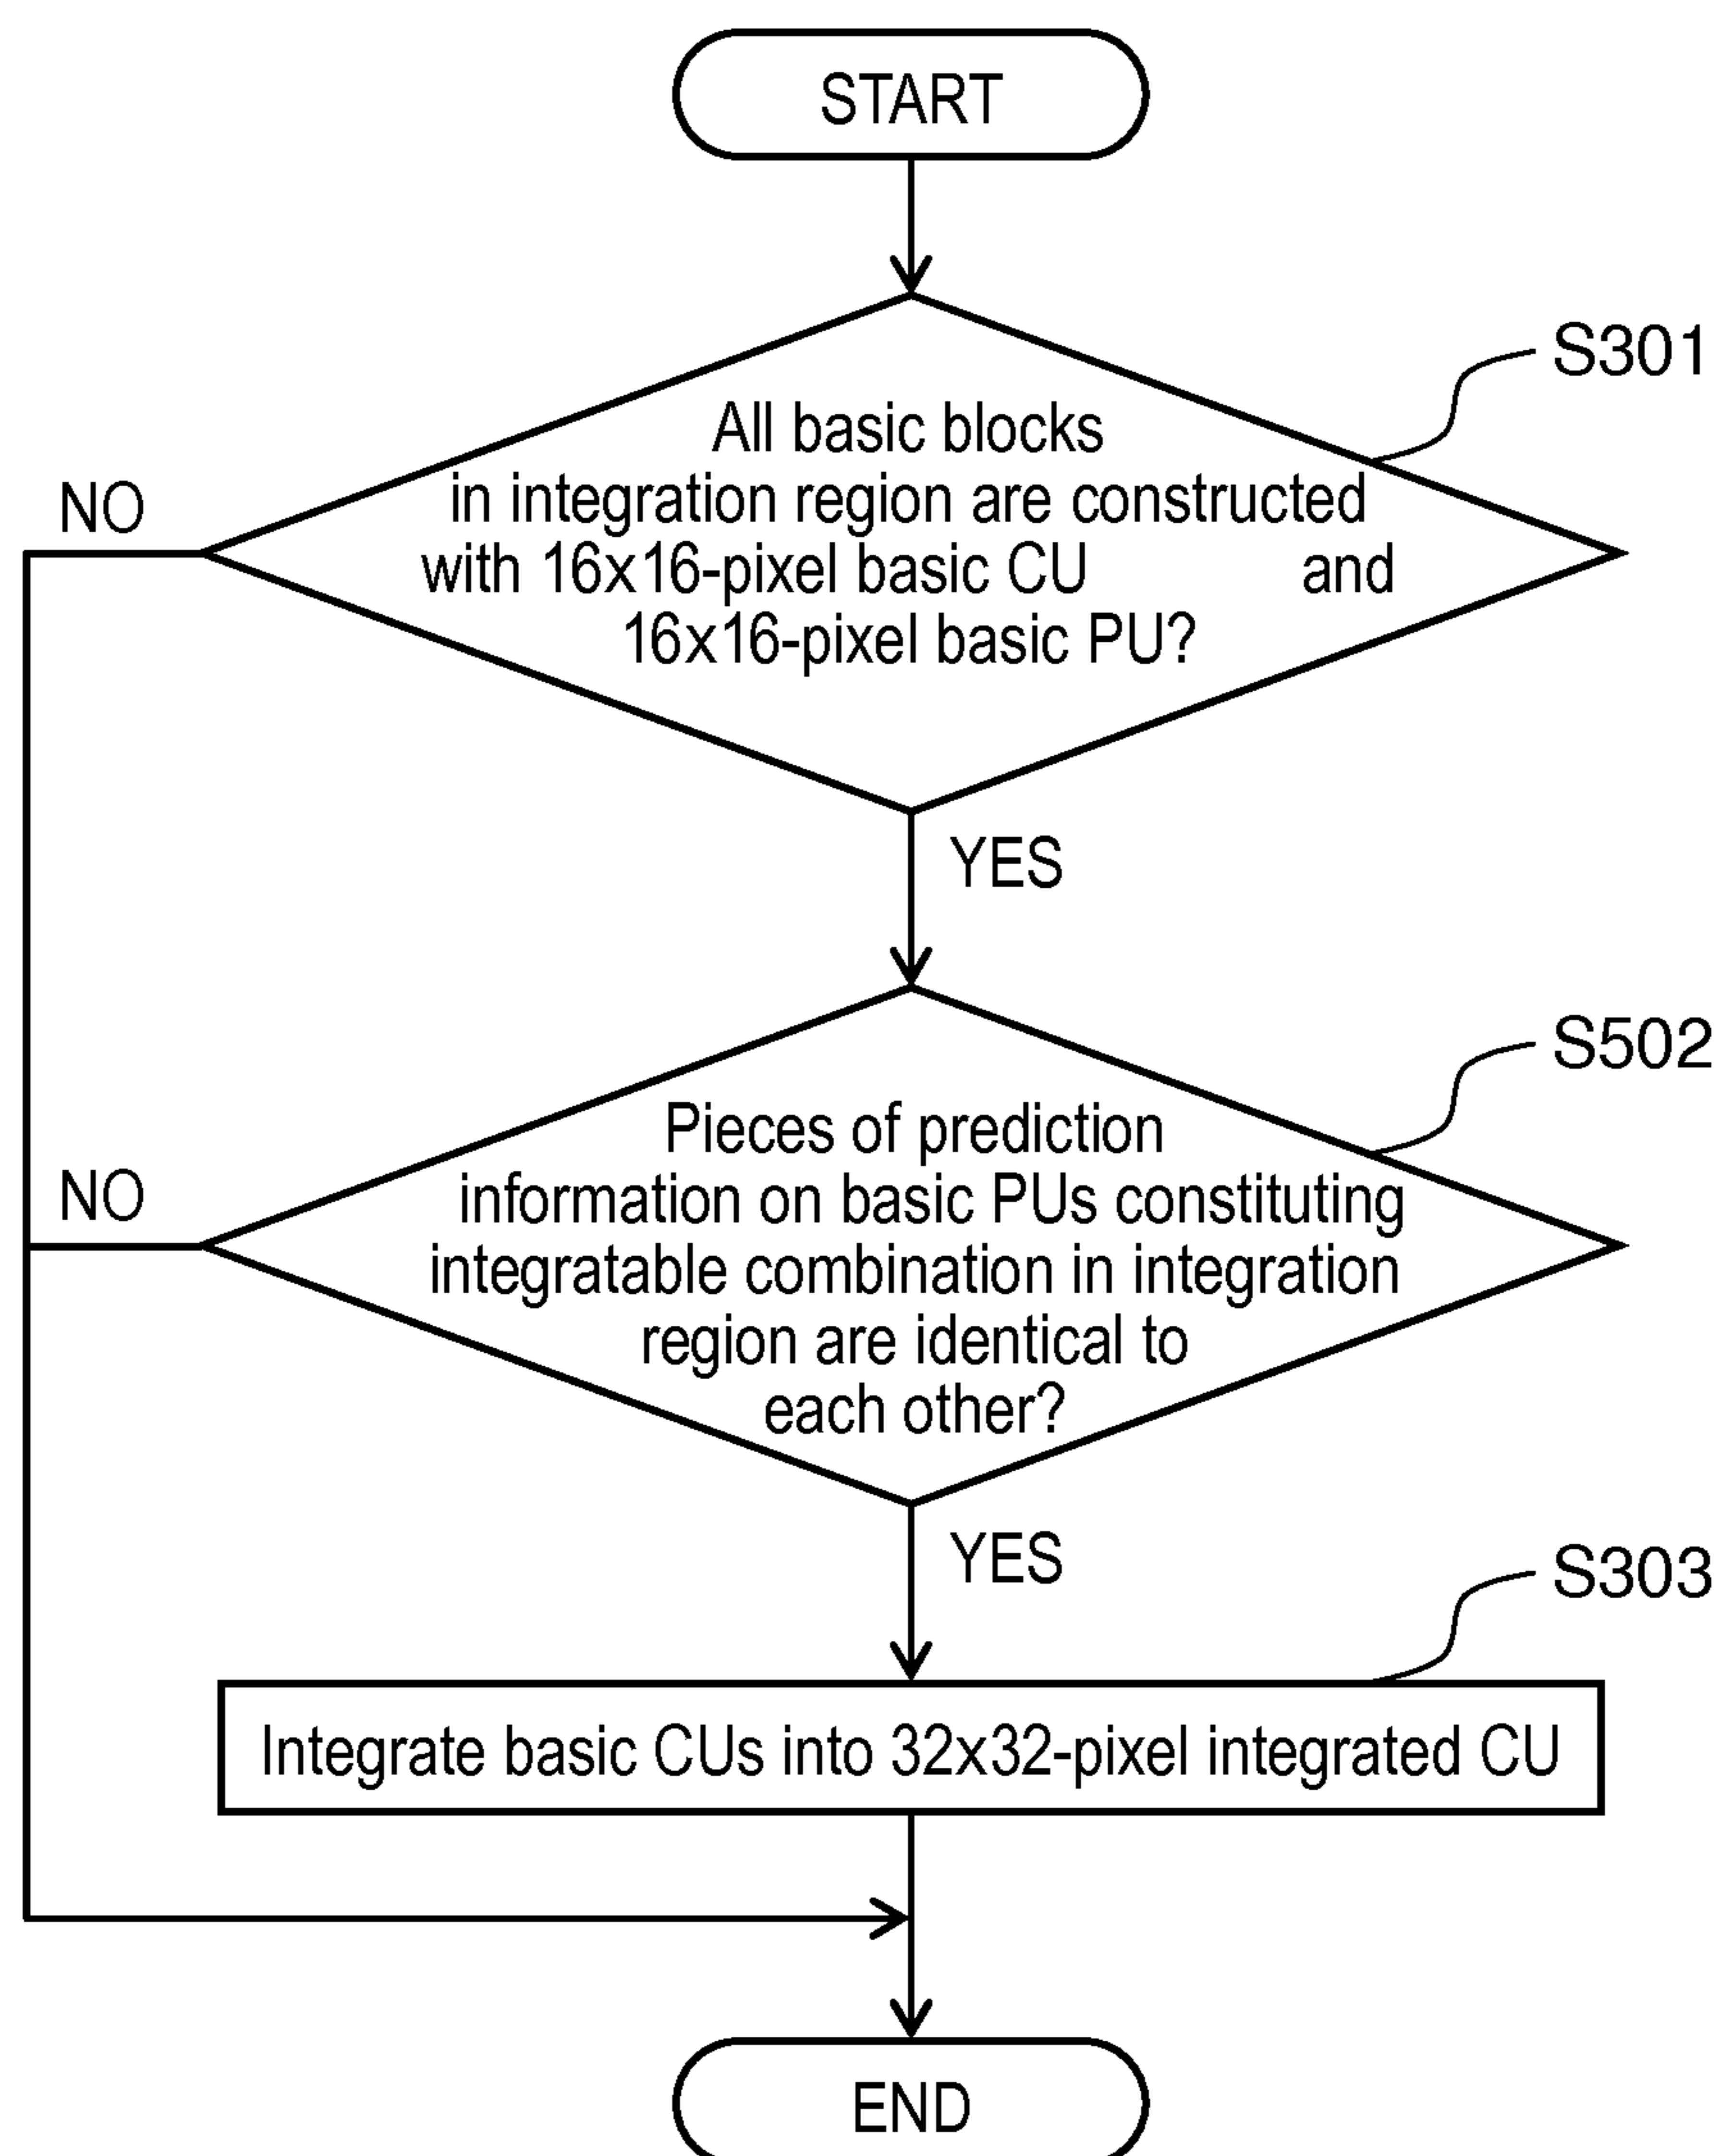 START
S301
All basic blocks
in integration region are constructed
with 16x16-pixel basic CU and
16x16-pixel basic PU?
NO
YES
S502
Pieces of prediction
information on basic PUs constituting
integratable combination in integration
region are identical to
each other?
NO
YES
S303
Integrate basic CUs into 32x32-pixel integrated CU
END